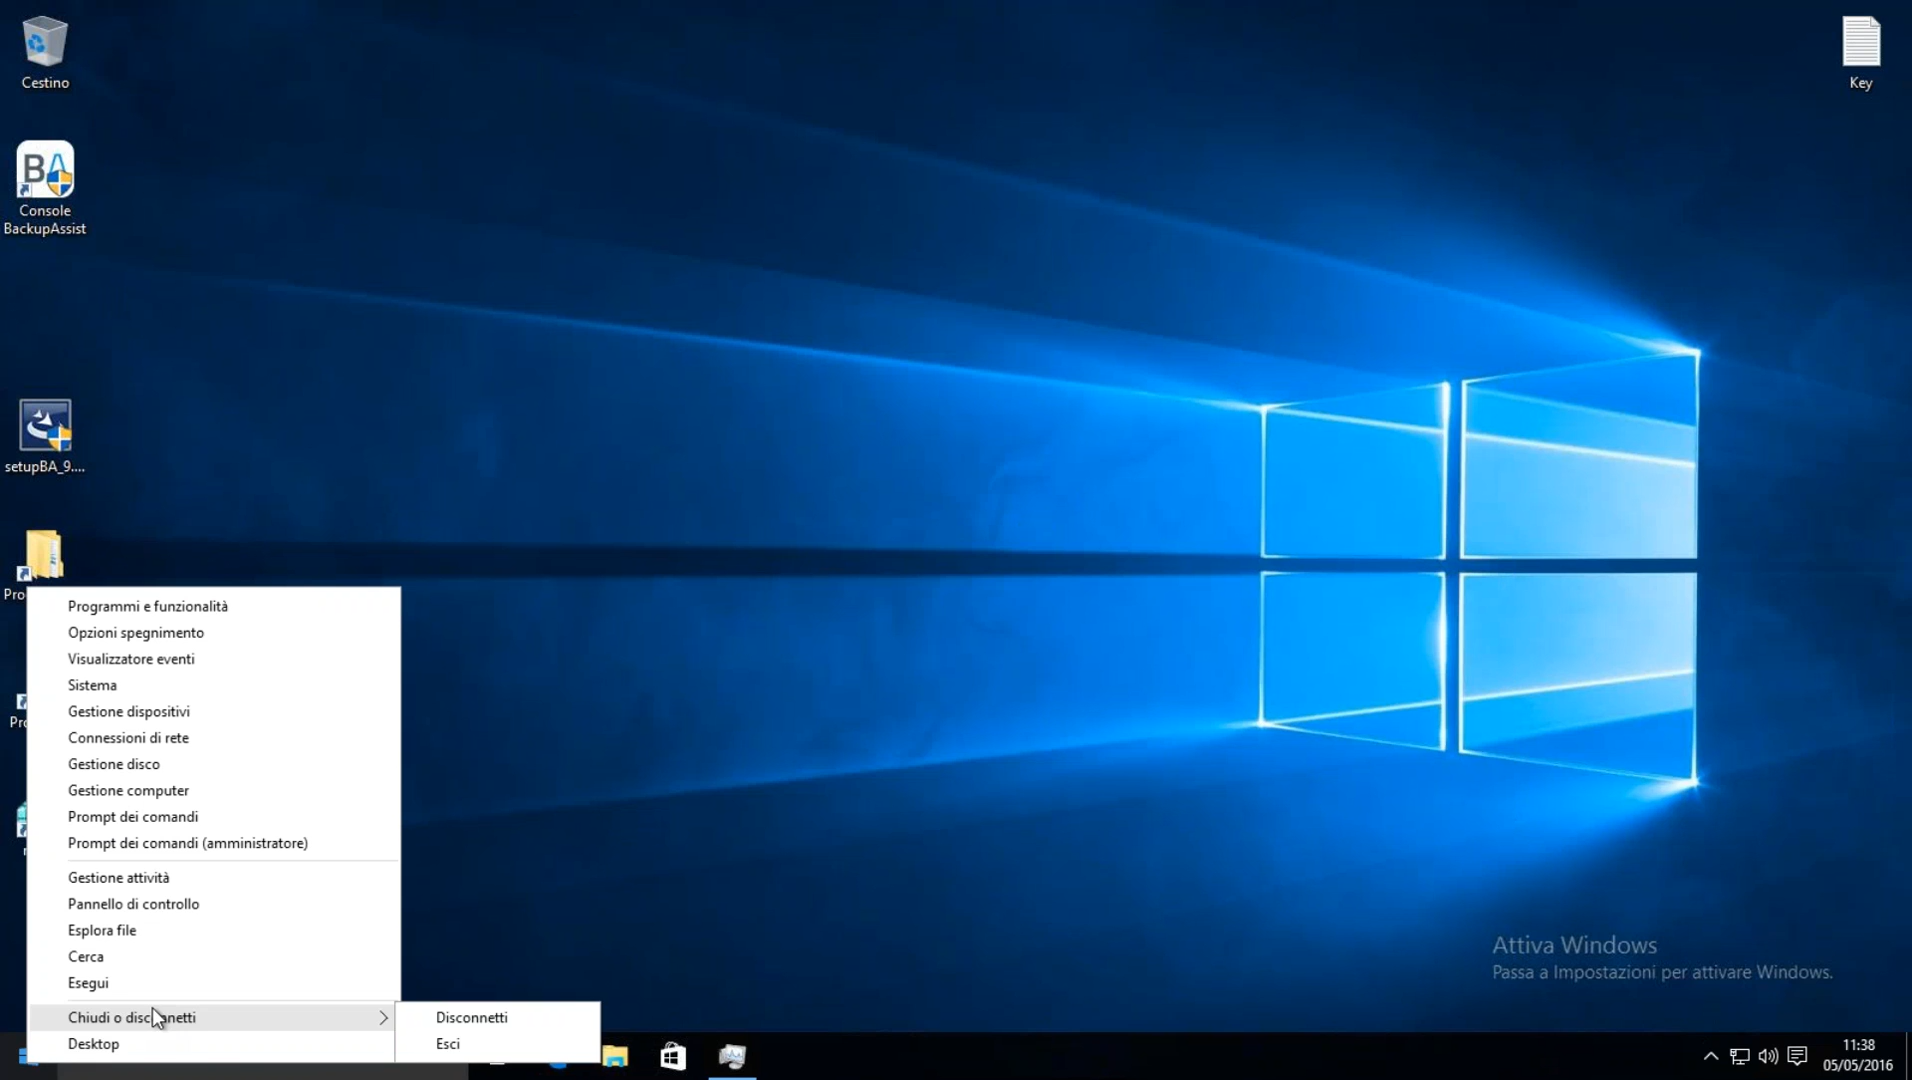 Cestino
Key
BA
Console
BackupAssist
setupBA_9....
Programmi e funzionalità
Opzioni spegnimento
Visualizzatore eventi
Sistema
Gestione dispositivi
Connessioni di rete
Gestione disco
Gestione computer
Prompt dei comandi
Prompt dei comandi (amministratore)
Gestione attività
Pannello di controllo
Esplora file
Cerca
Esegui
Chiudi o disconnetti
Desktop
Disconnetti
Esci
Attiva Windows
Passa a Impostazioni per attivare Windows.
11:38
05/05/2016